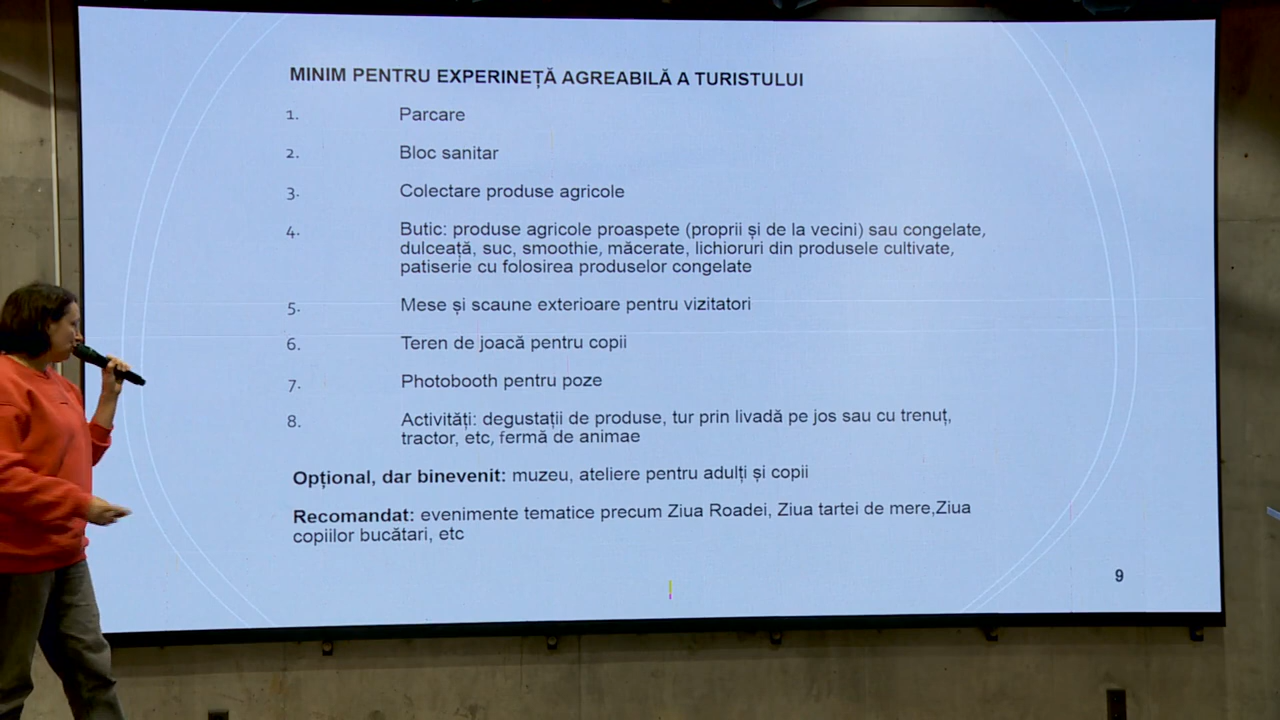 MINIM PENTRU EXPERINEȚĂ AGREABILĂ A TURISTULUI
1. Parcare
2. Bloc sanitar
3. Colectare produse agricole
4. Butic: produse agricole proaspete (proprii și de la vecini) sau congelate,
dulceață, suc, smoothie, măcerate, lichioruri din produsele cultivate,
patiserie cu folosirea produselor congelate
5. Mese și scaune exterioare pentru vizitatori
6. Teren de joacă pentru copii
7. Photobooth pentru poze
8. Activități: degustații de produse, tur prin livadă pe jos sau cu trenuț,
tractor, etc, fermă de animae
Opțional, dar binevenit: muzeu, ateliere pentru adulți și copii
Recomandat: evenimente tematice precum Ziua Roadei, Ziua tartei de mere,Ziua
copiilor bucătari, etc
9